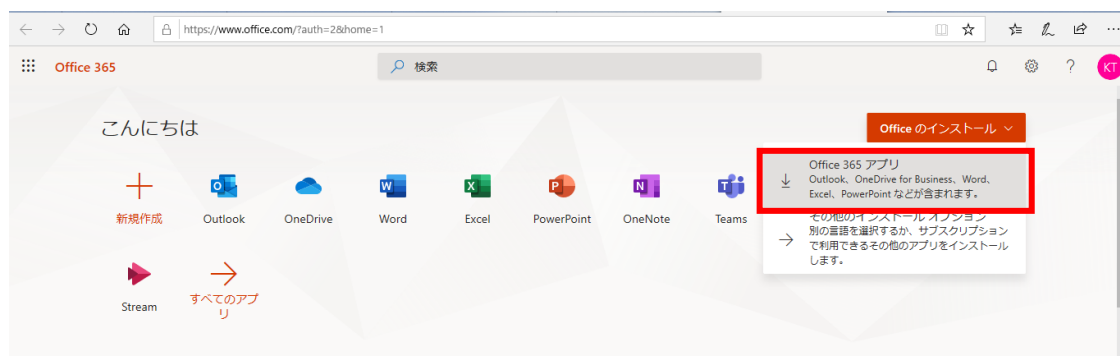 https://www.office.com/?auth=2&home=1
Office 365
検索
?
KT
こんにちは
Office のインストール
Office 365 アプリ
Outlook、OneDrive for Business、Word、
Excel、PowerPoint などが含まれます。
その他のインストール オプション
別の言語を選択するか、サブスクリプション
で利用できるその他のアプリをインストール
します。
新規作成
Outlook
OneDrive
Word
Excel
PowerPoint
OneNote
Teams
Stream
すべてのアプ
リ